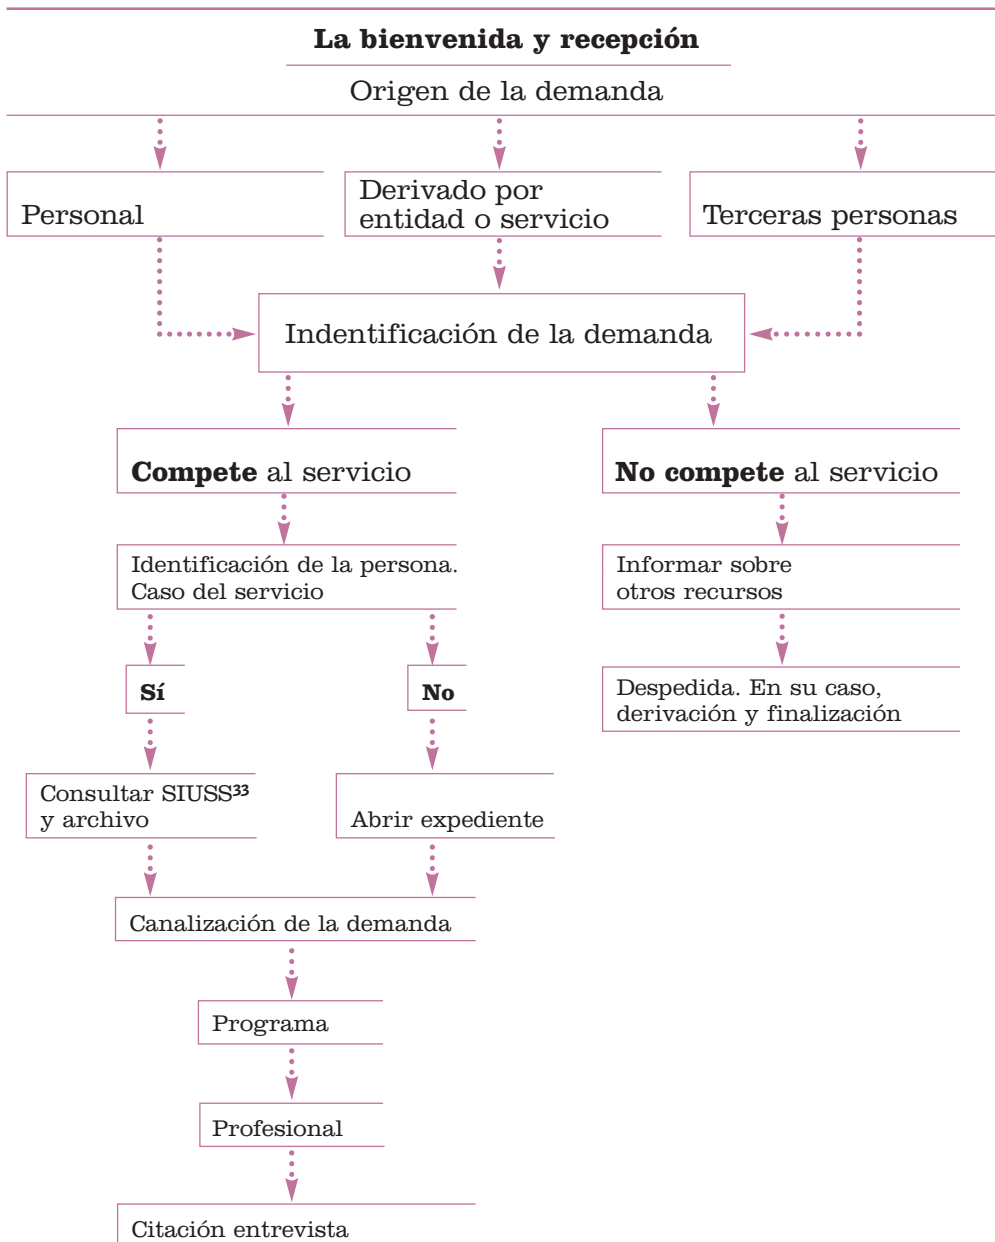 La bienvenida y recepción
Origen de la demanda
Personal
Derivado por
entidad o servicio
Terceras personas
Indentificación de la demanda
Compete al servicio
No compete al servicio
Identificación de la persona.
Caso del servicio
Informar sobre
otros recursos
Sí
No
Despedida. En su caso,
derivación y finalización
Consultar SIUSS33
y archivo
Abrir expediente
Canalización de la demanda
Programa
Profesional
Citación entrevista